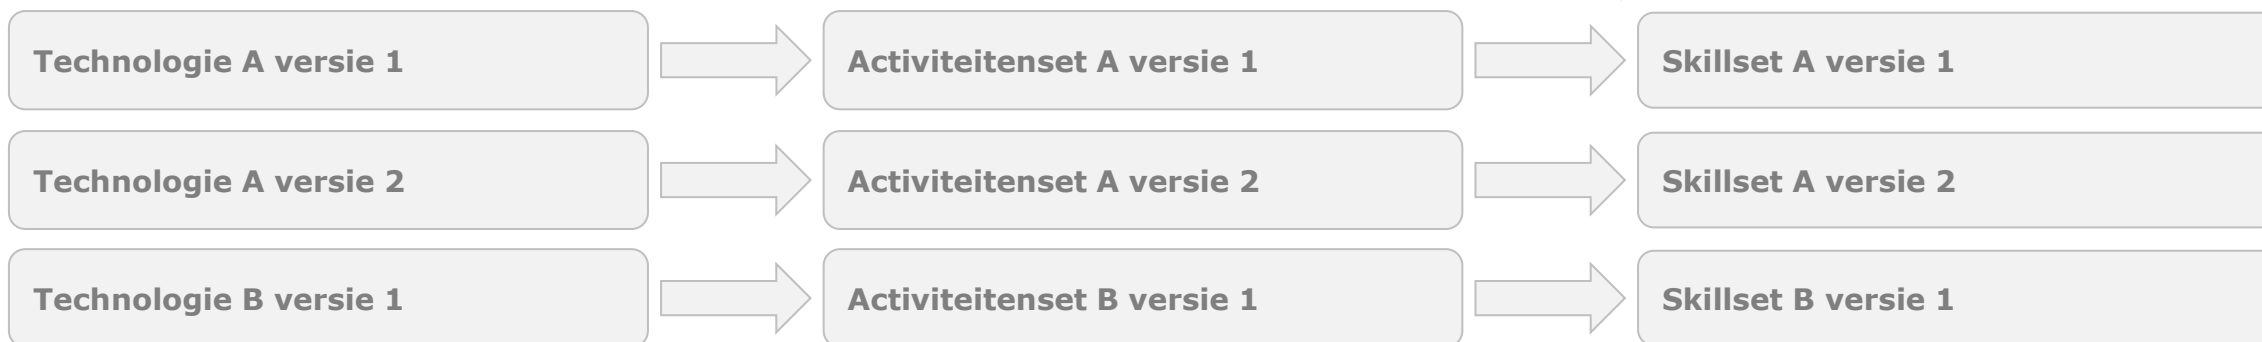 Technologie A versie 1
Activiteitenset A versie 1
Skillset A versie 1
Technologie A versie 2
Activiteitenset A versie 2
Skillset A versie 2
Technologie B versie 1
Activiteitenset B versie 1
Skillset B versie 1